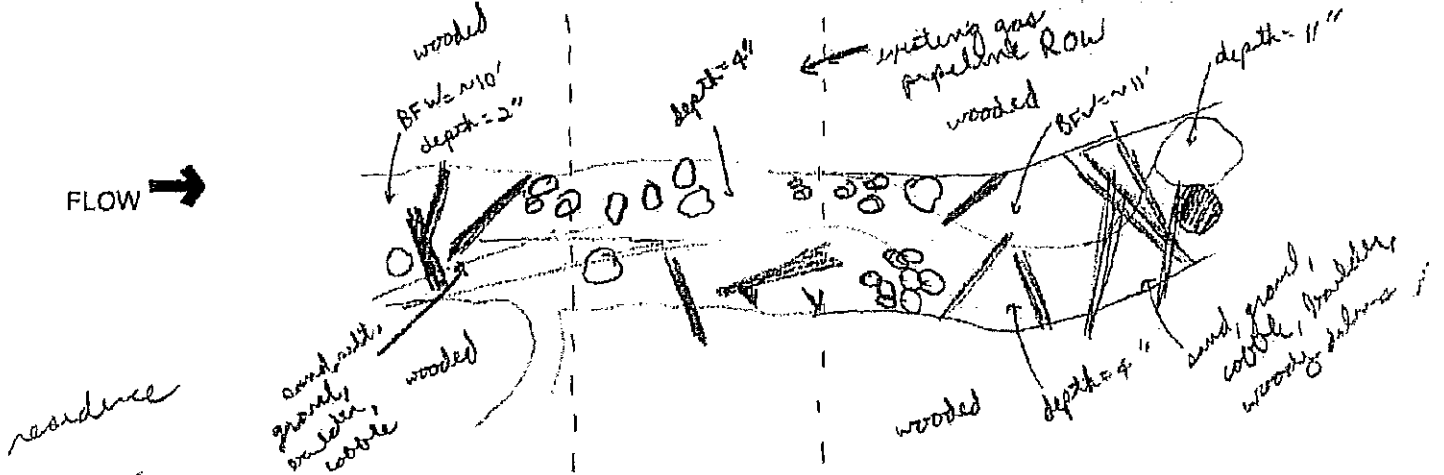 wooded
BFW=~10'
depth=2"
depth=4"
existing gas
pipeline ROW
wooded
BFW=~11'
depth=11"
FLOW
residence
sand, silt,
gravel,
boulder,
cobble
wooded
wooded
depth=4"
sand, gravel,
cobble, boulder,
woody debris